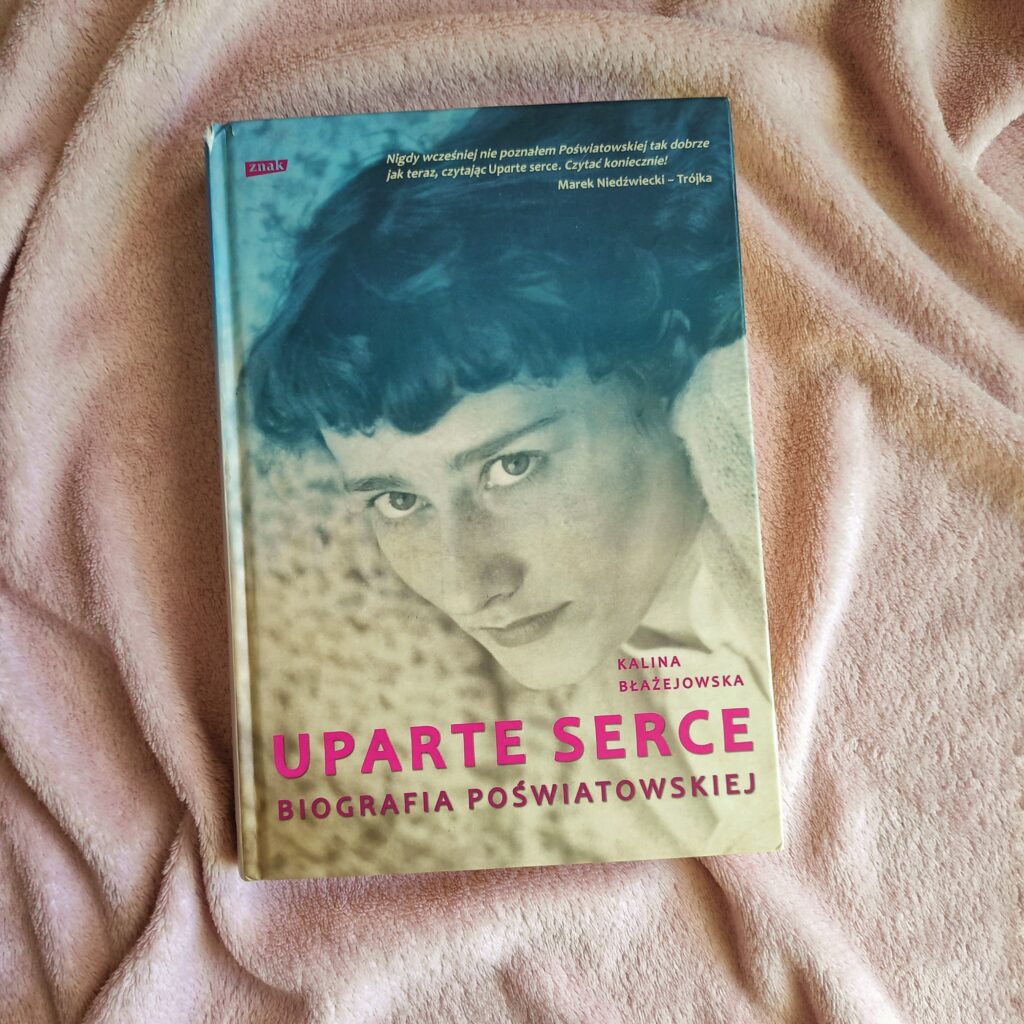 znak
Nigdy wcześniej nie poznałem Poświatowskiej tak dobrze
jak teraz, czytając Uparte serce. Czytać koniecznie!
Marek Niedźwiecki – Trójka
KALINA
BŁAŻEJOWSKA
UPARTE SERCE
BIOGRAFIA POŚWIATOWSKIEJ